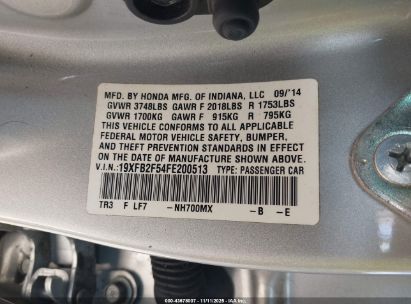 MFD. BY HONDA MFG. OF INDIANA, LLC 09/'14
GVWR 3748LBS GAWR F 2018LBS R 1753LBS
GVWR 1700KG GAWR F 915KG R 795KG
THIS VEHICLE CONFORMS TO ALL APPLICABLE
FEDERAL MOTOR VEHICLE SAFETY, BUMPER,
AND THEFT PREVENTION STANDARDS IN EFFECT
ON THE DATE OF MANUFACTURE SHOWN ABOVE.
V.I.N.:19XFB2F54FE200513 TYPE: PASSENGER CAR
TR3 F LF7 -NH700MX -B -E